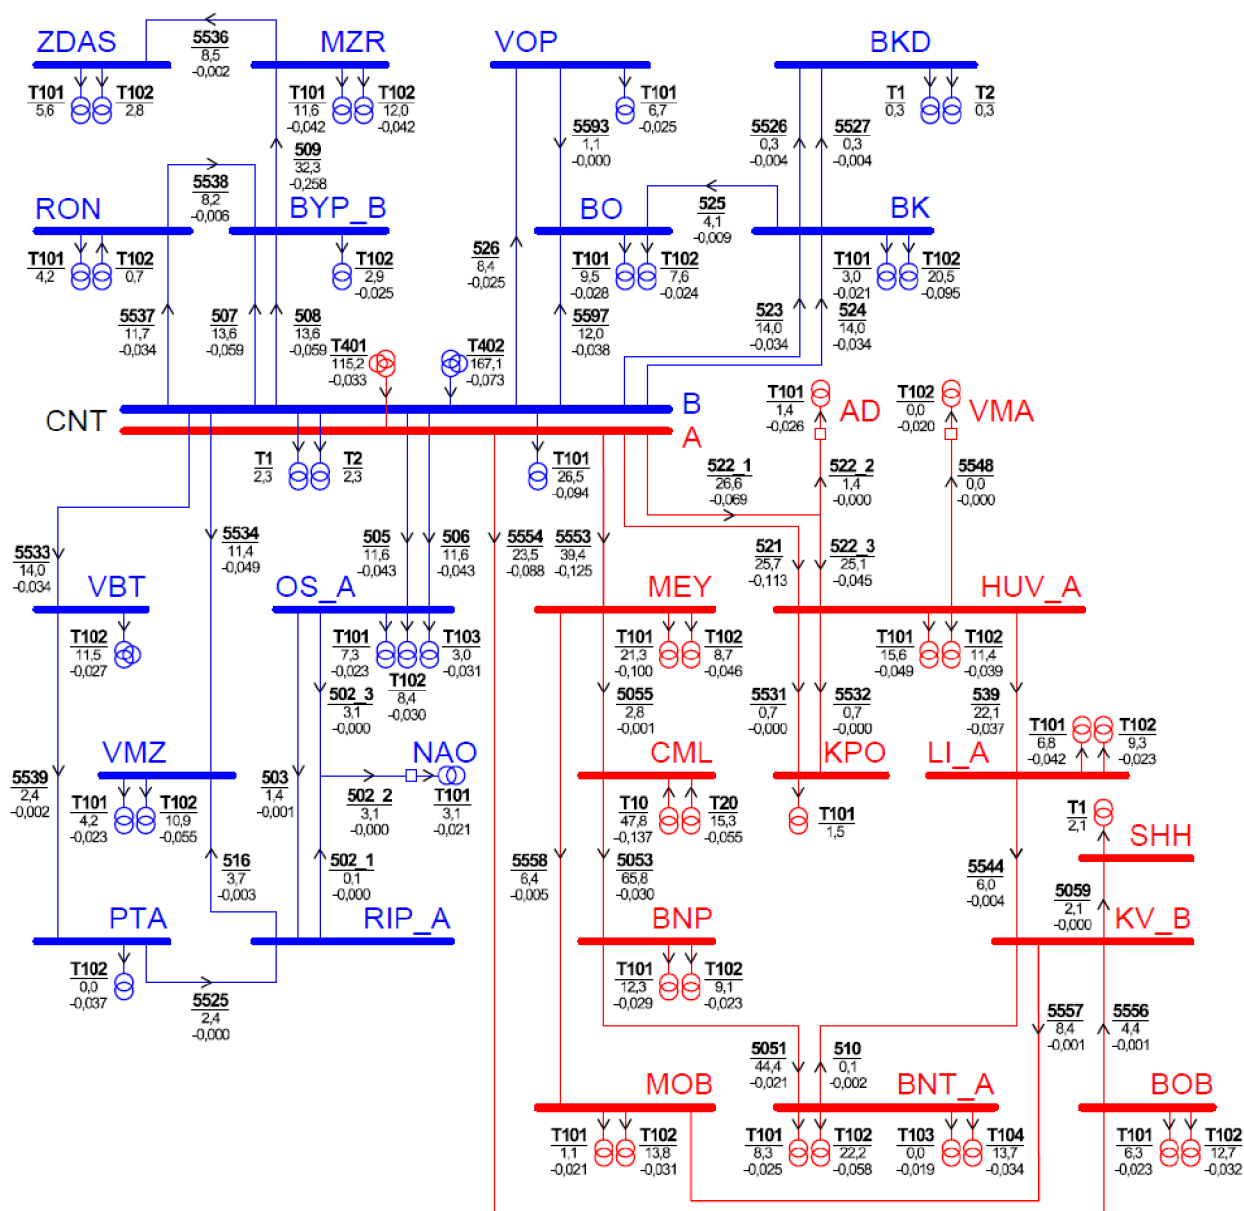 ZDAS
5536
8,5
-0,002
MZR
VOP
BKD
T101
5,6
T102
2,8
T101
11,6
-0,042
T102
12,0
-0,042
T101
6,7
-0,025
T1
0,3
T2
0,3
5593
1,1
-0,000
5526
0,3
-0,004
5527
0,3
-0,004
509
32,3
-0,258
5538
8,2
-0,006
525
4,1
-0,009
RON
BYP_B
BO
BK
T101
4,2
T102
0,7
T102
2,9
-0,025
526
8,4
-0,025
T101
9,5
-0,028
T102
7,6
-0,024
T101
3,0
-0,021
T102
20,5
-0,095
5537
11,7
-0,034
507
13,6
-0,059
508
13,6
-0,059
5597
12,0
-0,038
523
14,0
-0,034
524
14,0
-0,034
T401
115,2
-0,033
T402
167,1
-0,073
CNT
B
A
T101
1,4
-0,026
AD
T102
0,0
-0,020
VMA
T1
2,3
T2
2,3
T101
26,5
-0,094
522_1
26,6
-0,069
522_2
1,4
-0,000
5548
0,0
-0,000
5533
14,0
-0,034
5534
11,4
-0,049
505
11,6
-0,043
506
11,6
-0,043
5554
23,5
-0,088
5553
39,4
-0,125
521
25,7
-0,113
522_3
25,1
-0,045
VBT
OS_A
MEY
HUV_A
T102
11,5
-0,027
T101
7,3
-0,023
T102
8,4
-0,030
T103
3,0
-0,031
T101
21,3
-0,100
T102
8,7
-0,046
T101
15,6
-0,049
T102
11,4
-0,039
502_3
3,1
-0,000
5055
2,8
-0,001
5531
0,7
-0,000
5532
0,7
-0,000
539
22,1
-0,037
T101
6,8
-0,042
T102
9,3
-0,023
VMZ
NAO
CML
KPO
LI_A
5539
2,4
-0,002
T101
4,2
-0,023
T102
10,9
-0,055
503
1,4
-0,001
502_2
3,1
-0,000
T101
3,1
-0,021
T10
47,8
-0,137
T20
15,3
-0,055
T101
1,5
T1
2,1
SHH
516
3,7
-0,003
502_1
0,1
-0,000
5558
6,4
-0,005
5053
65,8
-0,030
5544
6,0
-0,004
5059
2,1
-0,000
PTA
RIP_A
BNP
KV_B
T102
0,0
-0,037
5525
2,4
-0,000
T101
12,3
-0,029
T102
9,1
-0,023
5557
8,4
-0,001
5556
4,4
-0,001
5051
44,4
-0,021
510
0,1
-0,002
MOB
BNT_A
BOB
T101
1,1
-0,021
T102
13,8
-0,031
T101
8,3
-0,025
T102
22,2
-0,058
T103
0,0
-0,019
T104
13,7
-0,034
T101
6,3
-0,023
T102
12,7
-0,032